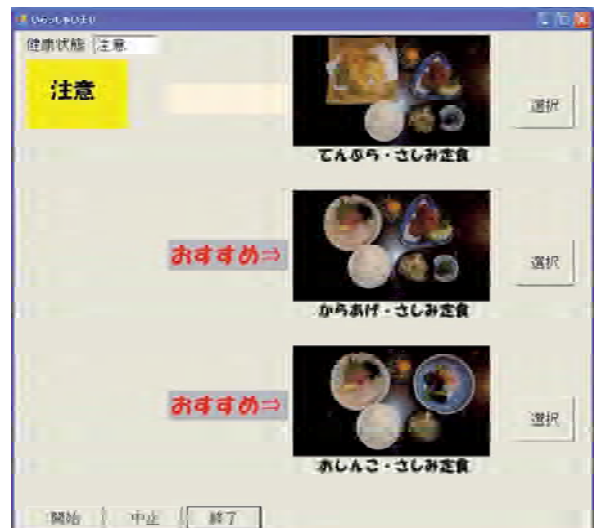 健康状態 注意
注意
選択
てんぷら・さしみ定食
おすすめ⇒
選択
からあげ・さしみ定食
おすすめ⇒
選択
おしんこ・さしみ定食
開始 中止 終了